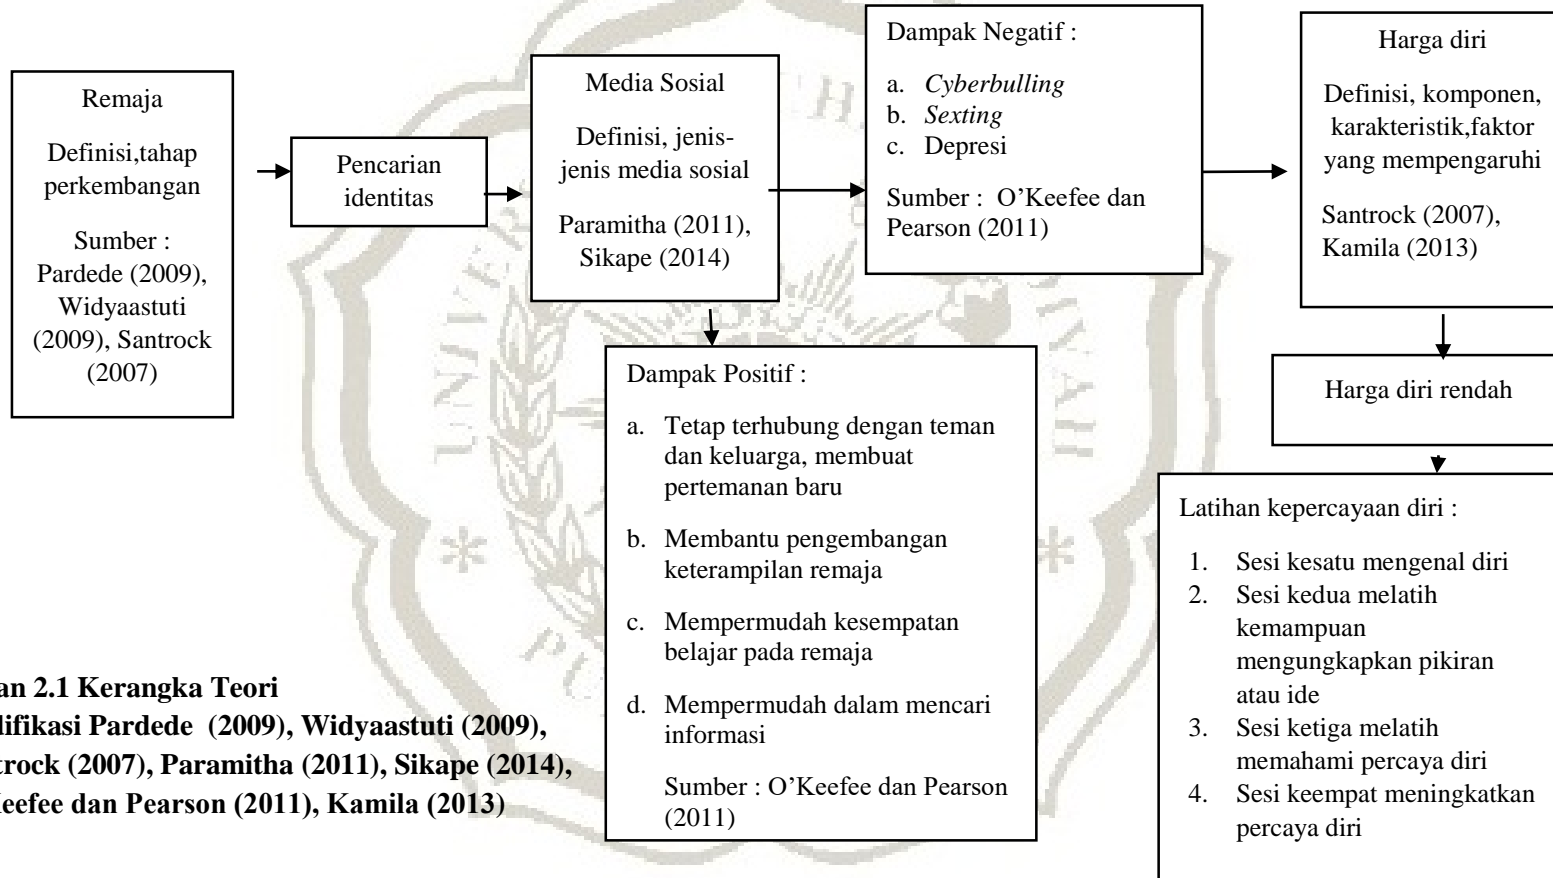 Remaja
Definisi,tahap
perkembangan
Sumber :
Pardede (2009),
Widyaastuti
(2009), Santrock
(2007)
Pencarian
identitas
Media Sosial
Definisi, jenis-
jenis media sosial
Paramitha (2011),
Sikape (2014)
Dampak Negatif :
a. Cyberbulling
b. Sexting
c. Depresi
Sumber : O’Keefee dan
Pearson (2011)
Harga diri
Definisi, komponen,
karakteristik,faktor
yang mempengaruhi
Santrock (2007),
Kamila (2013)
Dampak Positif :
a. Tetap terhubung dengan teman
dan keluarga, membuat
pertemanan baru
b. Membantu pengembangan
keterampilan remaja
c. Mempermudah kesempatan
belajar pada remaja
d. Mempermudah dalam mencari
informasi
Sumber : O’Keefee dan Pearson
(2011)
Harga diri rendah
Latihan kepercayaan diri :
1. Sesi kesatu mengenal diri
2. Sesi kedua melatih
kemampuan
mengungkapkan pikiran
atau ide
3. Sesi ketiga melatih
memahami percaya diri
4. Sesi keempat meningkatkan
percaya diri
an 2.1 Kerangka Teori
difikasi Pardede (2009), Widyaastuti (2009),
trock (2007), Paramitha (2011), Sikape (2014),
eefee dan Pearson (2011), Kamila (2013)